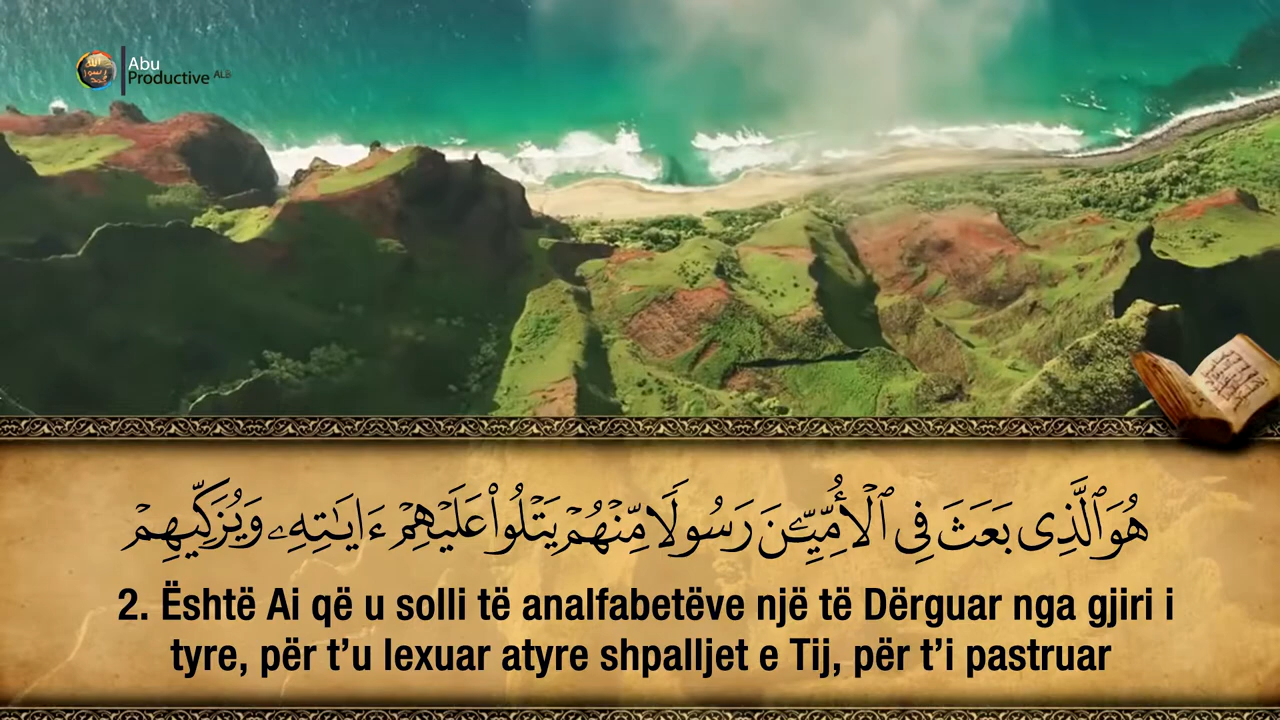 Abu
Productive ALB
هُوَ ٱلَّذِى بَعَثَ فِى ٱلْأُمِّيِّـۧنَ رَسُولًا مِّنْهُمْ يَتْلُوا۟ عَلَيْهِمْ ءَايَـٰتِهِۦ وَيُزَكِّيهِمْ
2. Është Ai që u solli të analfabetëve një të Dërguar nga gjiri i
tyre, për t’u lexuar atyre shpalljet e Tij, për t’i pastruar